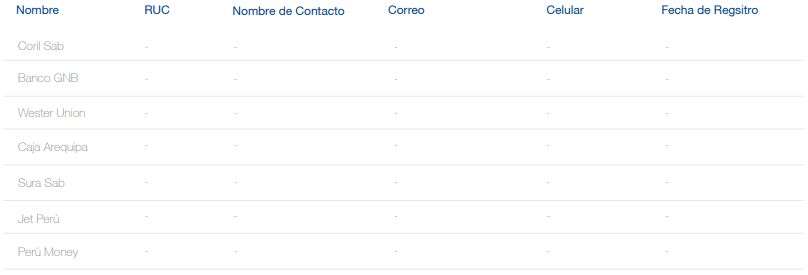 Nombre RUC Nombre de Contacto Correo Celular Fecha de Regsitro
Coril Sab - - - - -
Banco GNB - - - - -
Wester Union - - - - -
Caja Arequipa - - - - -
Sura Sab - - - - -
Jet Perú - - - - -
Perú Money - - - - -